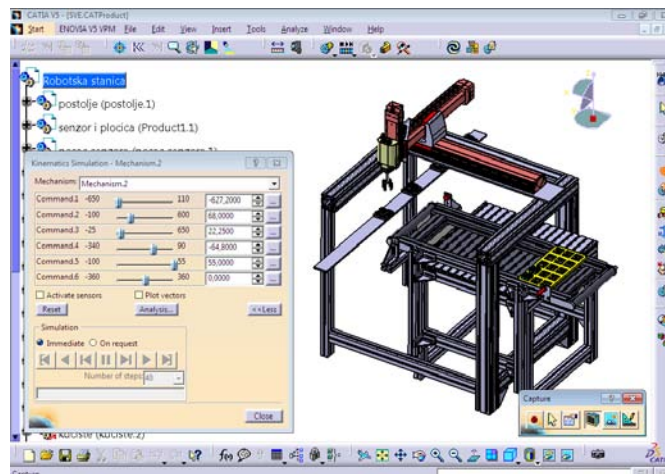 CATIA V5 - [SVE.CATProduct]
Start ENOVIA V5 VPM File Edit View Insert Tools Analyze Window Help
Robotska stanica
postolje (postolje.1)
senzor i plocica (Product1.1)
Kinematics Simulation - Mechanism.2
Mechanism: Mechanism.2
Command.1 -650 110 -627,2000
Command.2 -100 600 68,0000
Command.3 -25 650 22,2500
Command.4 -340 90 -64,8000
Command.5 -100 55 55,0000
Command.6 -360 360 0,0000
Activate sensors Plot vectors
Reset Analysis... <<Less
Simulation
Immediate On request
Number of steps: 40
Close
Capture
kuciste (kuciste.2)
Capture